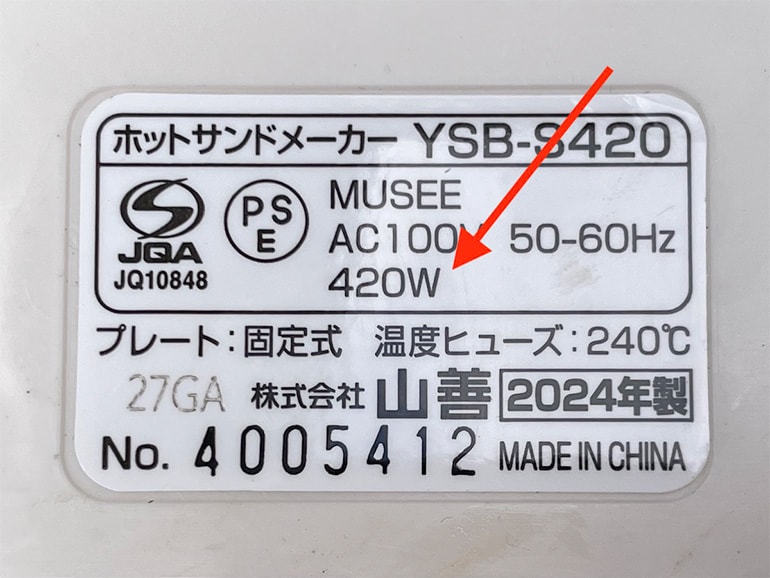 ホットサンドメーカー YSB-S420
MUSEE
PS
E
AC100V 50-60Hz
JQA
JQ10848
420W
プレート:固定式 温度ヒューズ:240℃
27GA 株式会社 山善 2024年製
No. 4005412 MADE IN CHINA